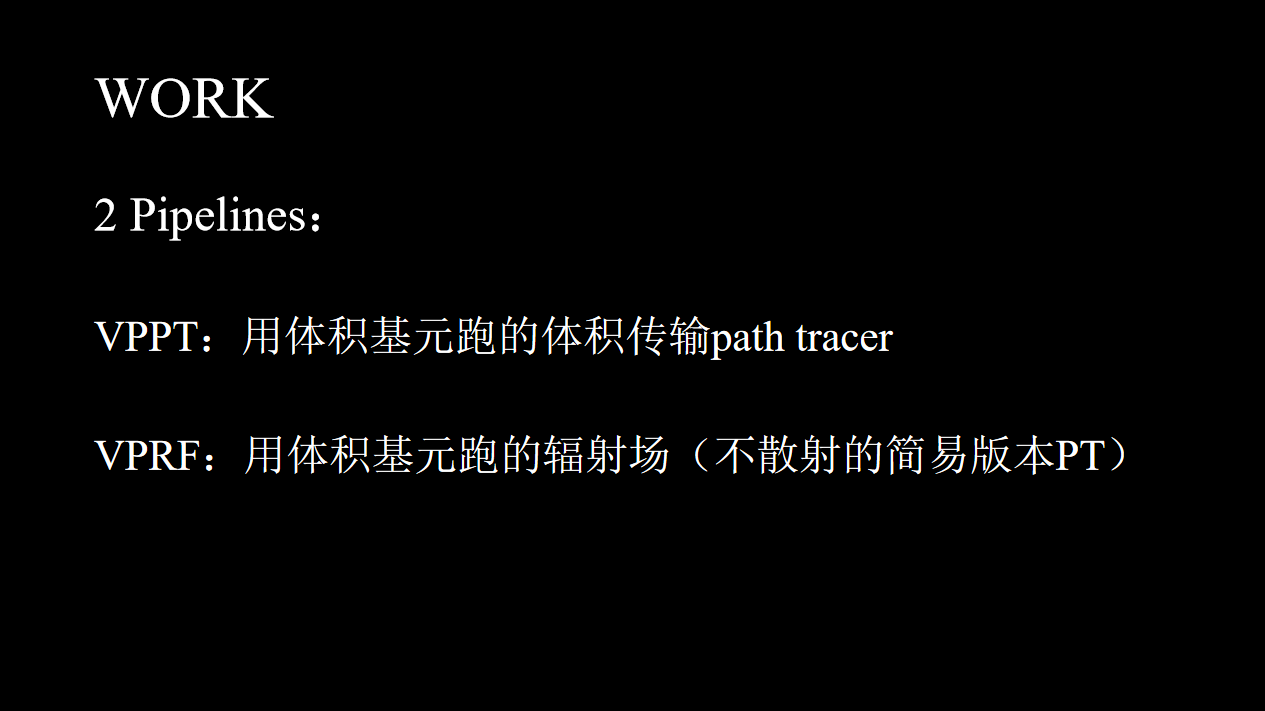 WORK
2 Pipelines：
VPPT：用体积基元跑的体积传输path tracer
VPRF：用体积基元跑的辐射场（不散射的简易版本PT）